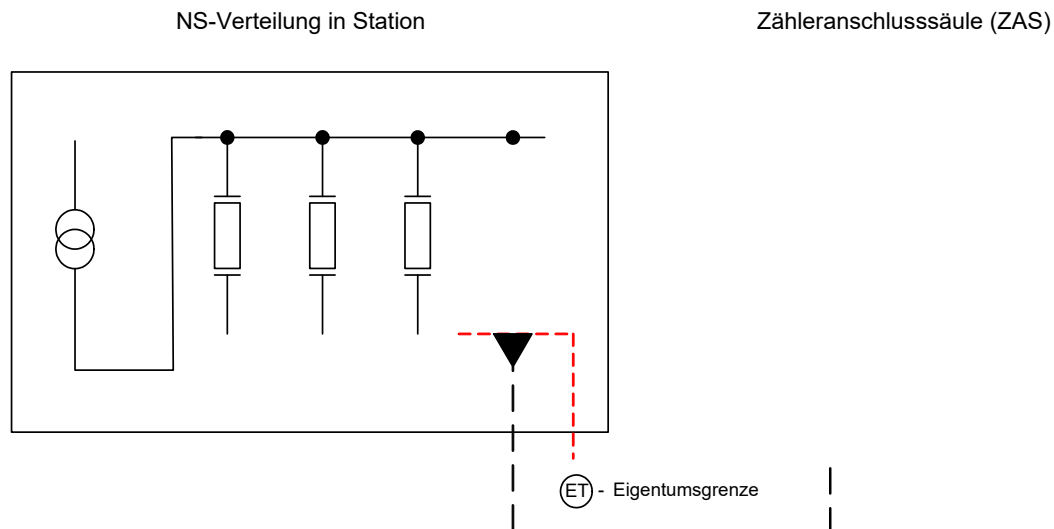 NS-Verteilung in Station
Zähleranschlusssäule (ZAS)
ET - Eigentumsgrenze